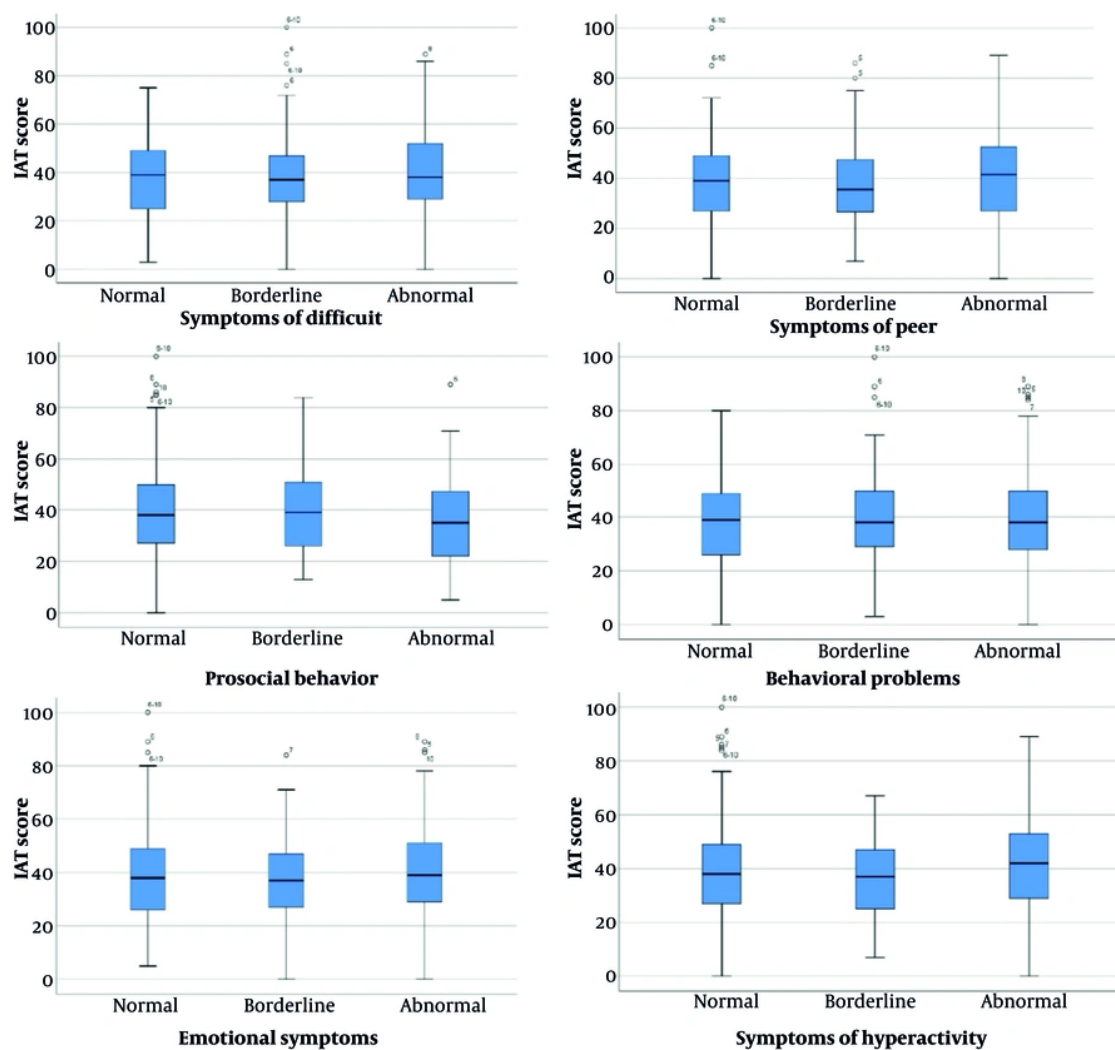 IAT score
100
80
60
40
20
0
Normal Borderline Abnormal
Symptoms of difficuit
IAT score
100
80
60
40
20
0
Normal Borderline Abnormal
Symptoms of peer
IAT score
100
80
60
40
20
0
Normal Borderline Abnormal
Prosocial behavior
IAT score
100
80
60
40
20
0
Normal Borderline Abnormal
Behavioral problems
IAT score
100
80
60
40
20
0
Normal Borderline Abnormal
Emotional symptoms
IAT score
100
80
60
40
20
0
Normal Borderline Abnormal
Symptoms of hyperactivity